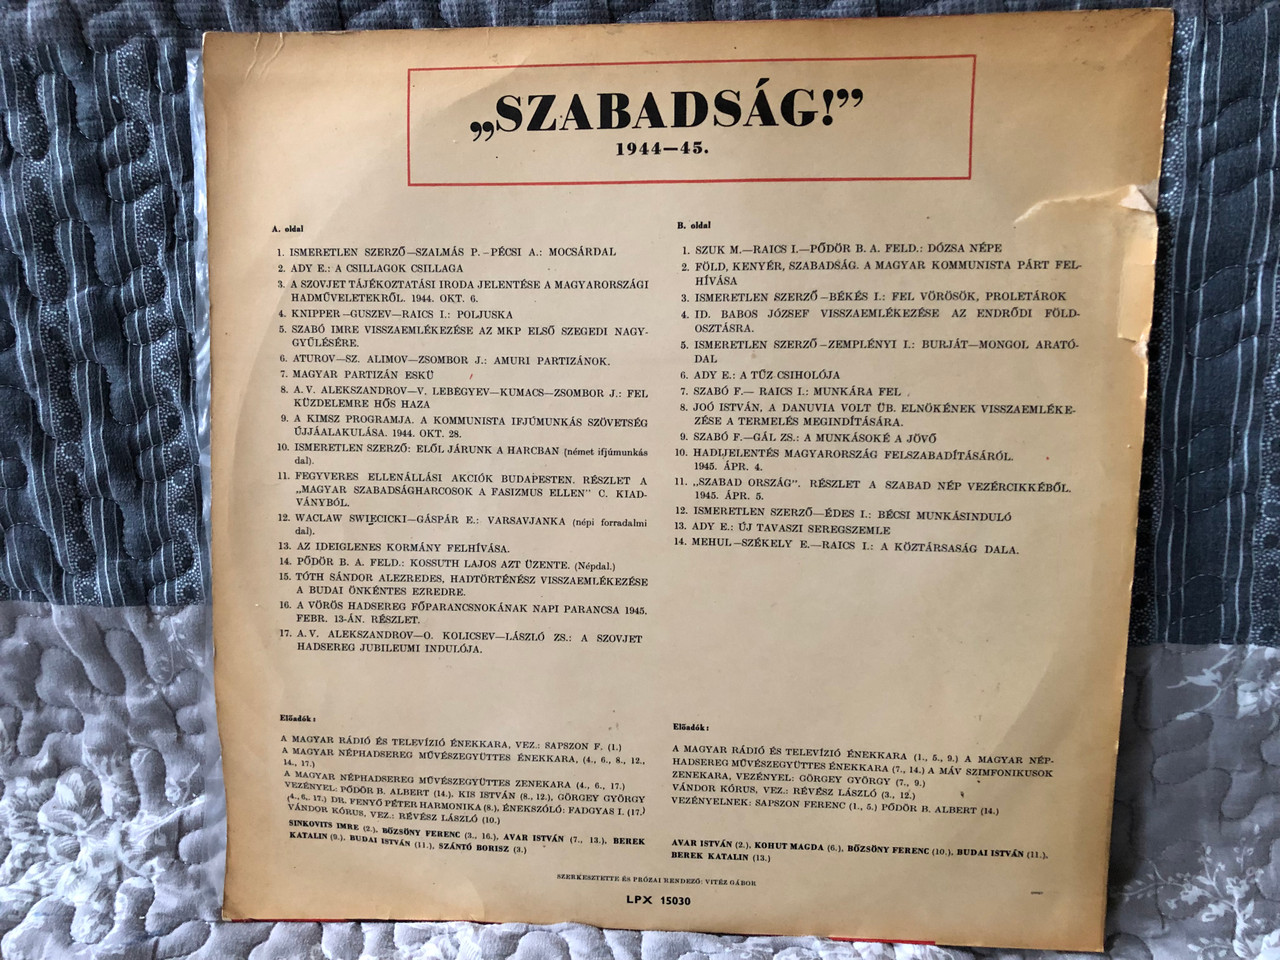 „SZABADSÁG!”
1944—45.
A. oldal
1. ISMERETLEN SZERZŐ—SZALMÁS P. –PÉCSI A.: MOCSÁRDAL
2. ADY E.: A CSILLAGOK CSILLAGA
3. A SZOVJET TÁJÉKOZTATÁSI IRODA JELENTÉSE A MAGYARORSZÁGI
HADMŰVELETEKRŐL. 1944. OKT. 6.
4. KNIPPER—GUSZEV—RAICS I.: POLJUSKA
5. SZABÓ IMRE VISSZAEMLÉKEZÉSE AZ MKP ELSŐ SZEGEDI NAGY-
GYŰLÉSÉRE.
6. ATUROV—SZ. ALIMOV—ZSOMBOR J.: AMURI PARTIZÁNOK.
7. MAGYAR PARTIZÁN ESKÜ
8. A. V. ALEKSZANDROV—V. LEBEGYEV—KUMACS—ZSOMBOR J.: FEL
KÜZDELEMRE HŐS HAZA
9. A KIMSZ PROGRAMJA. A KOMMUNISTA IFJÚMUNKÁS SZÖVETSÉG
ÚJJÁALAKULÁSA. 1944. OKT. 28.
10. ISMERETLEN SZERZŐ: ELŐL JÁRUNK A HARCBAN (német ifjúmunkás
dal).
11. FEGYVERES ELLENÁLLÁSI AKCIÓK BUDAPESTEN. RÉSZLET A
„MAGYAR SZABADSÁGHARCOSOK A FASIZMUS ELLEN” C. KIAD-
VÁNYBÓL.
12. WACLAW SWIĘCICKI—GÁSPÁR E.: VARSAVJANKA (népi forradalmi
dal).
13. AZ IDEIGLENES KORMÁNY FELHÍVÁSA.
14. PŐDÖR B. A. FELD.: KOSSUTH LAJOS AZT ÜZENTE. (Népdal.)
15. TÓTH SÁNDOR ALEZREDES, HADTÖRTÉNÉSZ VISSZAEMLÉKEZÉSE
A BUDAI ÖNKÉNTES EZREDRE.
16. A VÖRÖS HADSEREG FŐPARANCSNOKÁNAK NAPI PARANCSA 1945.
FEBR. 13-ÁN. RÉSZLET.
17. A. V. ALEKSZANDROV—O. KOLICSEV—LÁSZLÓ ZS.: A SZOVJET
HADSEREG JUBILEUMI INDULÓJA.
B. oldal
1. SZUK M.—RAICS I.—PŐDÖR B. A. FELD.: DÓZSA NÉPE
2. FÖLD, KENYÉR, SZABADSÁG. A MAGYAR KOMMUNISTA PÁRT FEL-
HÍVÁSA
3. ISMERETLEN SZERZŐ–BÉKÉS I.: FEL VÖRÖSÖK, PROLETÁROK
4. ID. BABOS JÓZSEF VISSZAEMLÉKEZÉSE AZ ENDRŐDI FÖLD-
OSZTÁSRA.
5. ISMERETLEN SZERZŐ–ZEMPLÉNYI I.: BURJÁT—MONGOL ARATÓ-
DAL
6. ADY E.: A TŰZ CSIHOLÓJA
7. SZABÓ F.— RAICS I.: MUNKÁRA FEL
8. JOÓ ISTVÁN, A DANUVIA VOLT ÜB. ELNÖKÉNEK VISSZAEMLÉKE-
ZÉSE A TERMELÉS MEGINDÍTÁSÁRA.
9. SZABÓ F.—GÁL ZS.: A MUNKÁSOKÉ A JÖVŐ
10. HADIJELENTÉS MAGYARORSZÁG FELSZABADÍTÁSÁRÓL.
1945. ÁPR. 4.
11. „SZABAD ORSZÁG”. RÉSZLET A SZABAD NÉP VEZÉRCIKKÉBŐL.
1945. ÁPR. 5.
12. ISMERETLEN SZERZŐ—ÉDES I.: BÉCSI MUNKÁSINDULÓ
13. ADY E.: ÚJ TAVASZI SEREGSZEMLE
14. MEHUL–SZÉKELY E.—RAICS I.: A KÖZTÁRSASÁG DALA.
Előadók:
A MAGYAR RÁDIÓ ÉS TELEVÍZIÓ ÉNEKKARA, VEZ.: SAPSZON F. (1.)
A MAGYAR NÉPHADSEREG MŰVÉSZEGYÜTTES ÉNEKKARA, (4., 6., 8., 12.,
14., 17.)
A MAGYAR NÉPHADSEREG MŰVÉSZEGYÜTTES ZENEKARA (4., 6., 17.)
VEZÉNYEL: PŐDÖR B. ALBERT (14.), KIS ISTVÁN (8., 12.), GÖRGEY GYÖRGY
(4., 6., 17.) DR. FENYŐ PÉTER HARMONIKA (8.), ÉNEKSZÓLÓ: FADGYAS I. (17.)
VÁNDOR KÓRUS, VEZ.: RÉVÉSZ LÁSZLÓ (10.)
SINKOVITS IMRE (2.), BŐZSÖNY FERENC (3., 16.), AVAR ISTVÁN (7., 13.), BEREK
KATALIN (9.), BUDAI ISTVÁN (11.), SZÁNTÓ BORISZ (3.)
Előadók:
A MAGYAR RÁDIÓ ÉS TELEVÍZIÓ ÉNEKKARA (1., 5., 9.) A MAGYAR NÉP-
HADSEREG MŰVÉSZEGYÜTTES ÉNEKKARA (7., 14.) A MÁV SZIMFONIKUSOK
ZENEKARA, VEZÉNYEL: GÖRGEY GYÖRGY (7., 9.)
VÁNDOR KÓRUS, VEZ.: RÉVÉSZ LÁSZLÓ (3., 12.)
VEZÉNYELNEK: SAPSZON FERENC (1., 5.) PŐDÖR B. ALBERT (14.)
AVAR ISTVÁN (2.), KOHUT MAGDA (6.), BŐZSÖNY FERENC (10.), BUDAI ISTVÁN (11.),
BEREK KATALIN (13.)
SZERKESZTETTE ÉS PRÓZAI RENDEZŐ: VITÉZ GÁBOR
LPX 15030